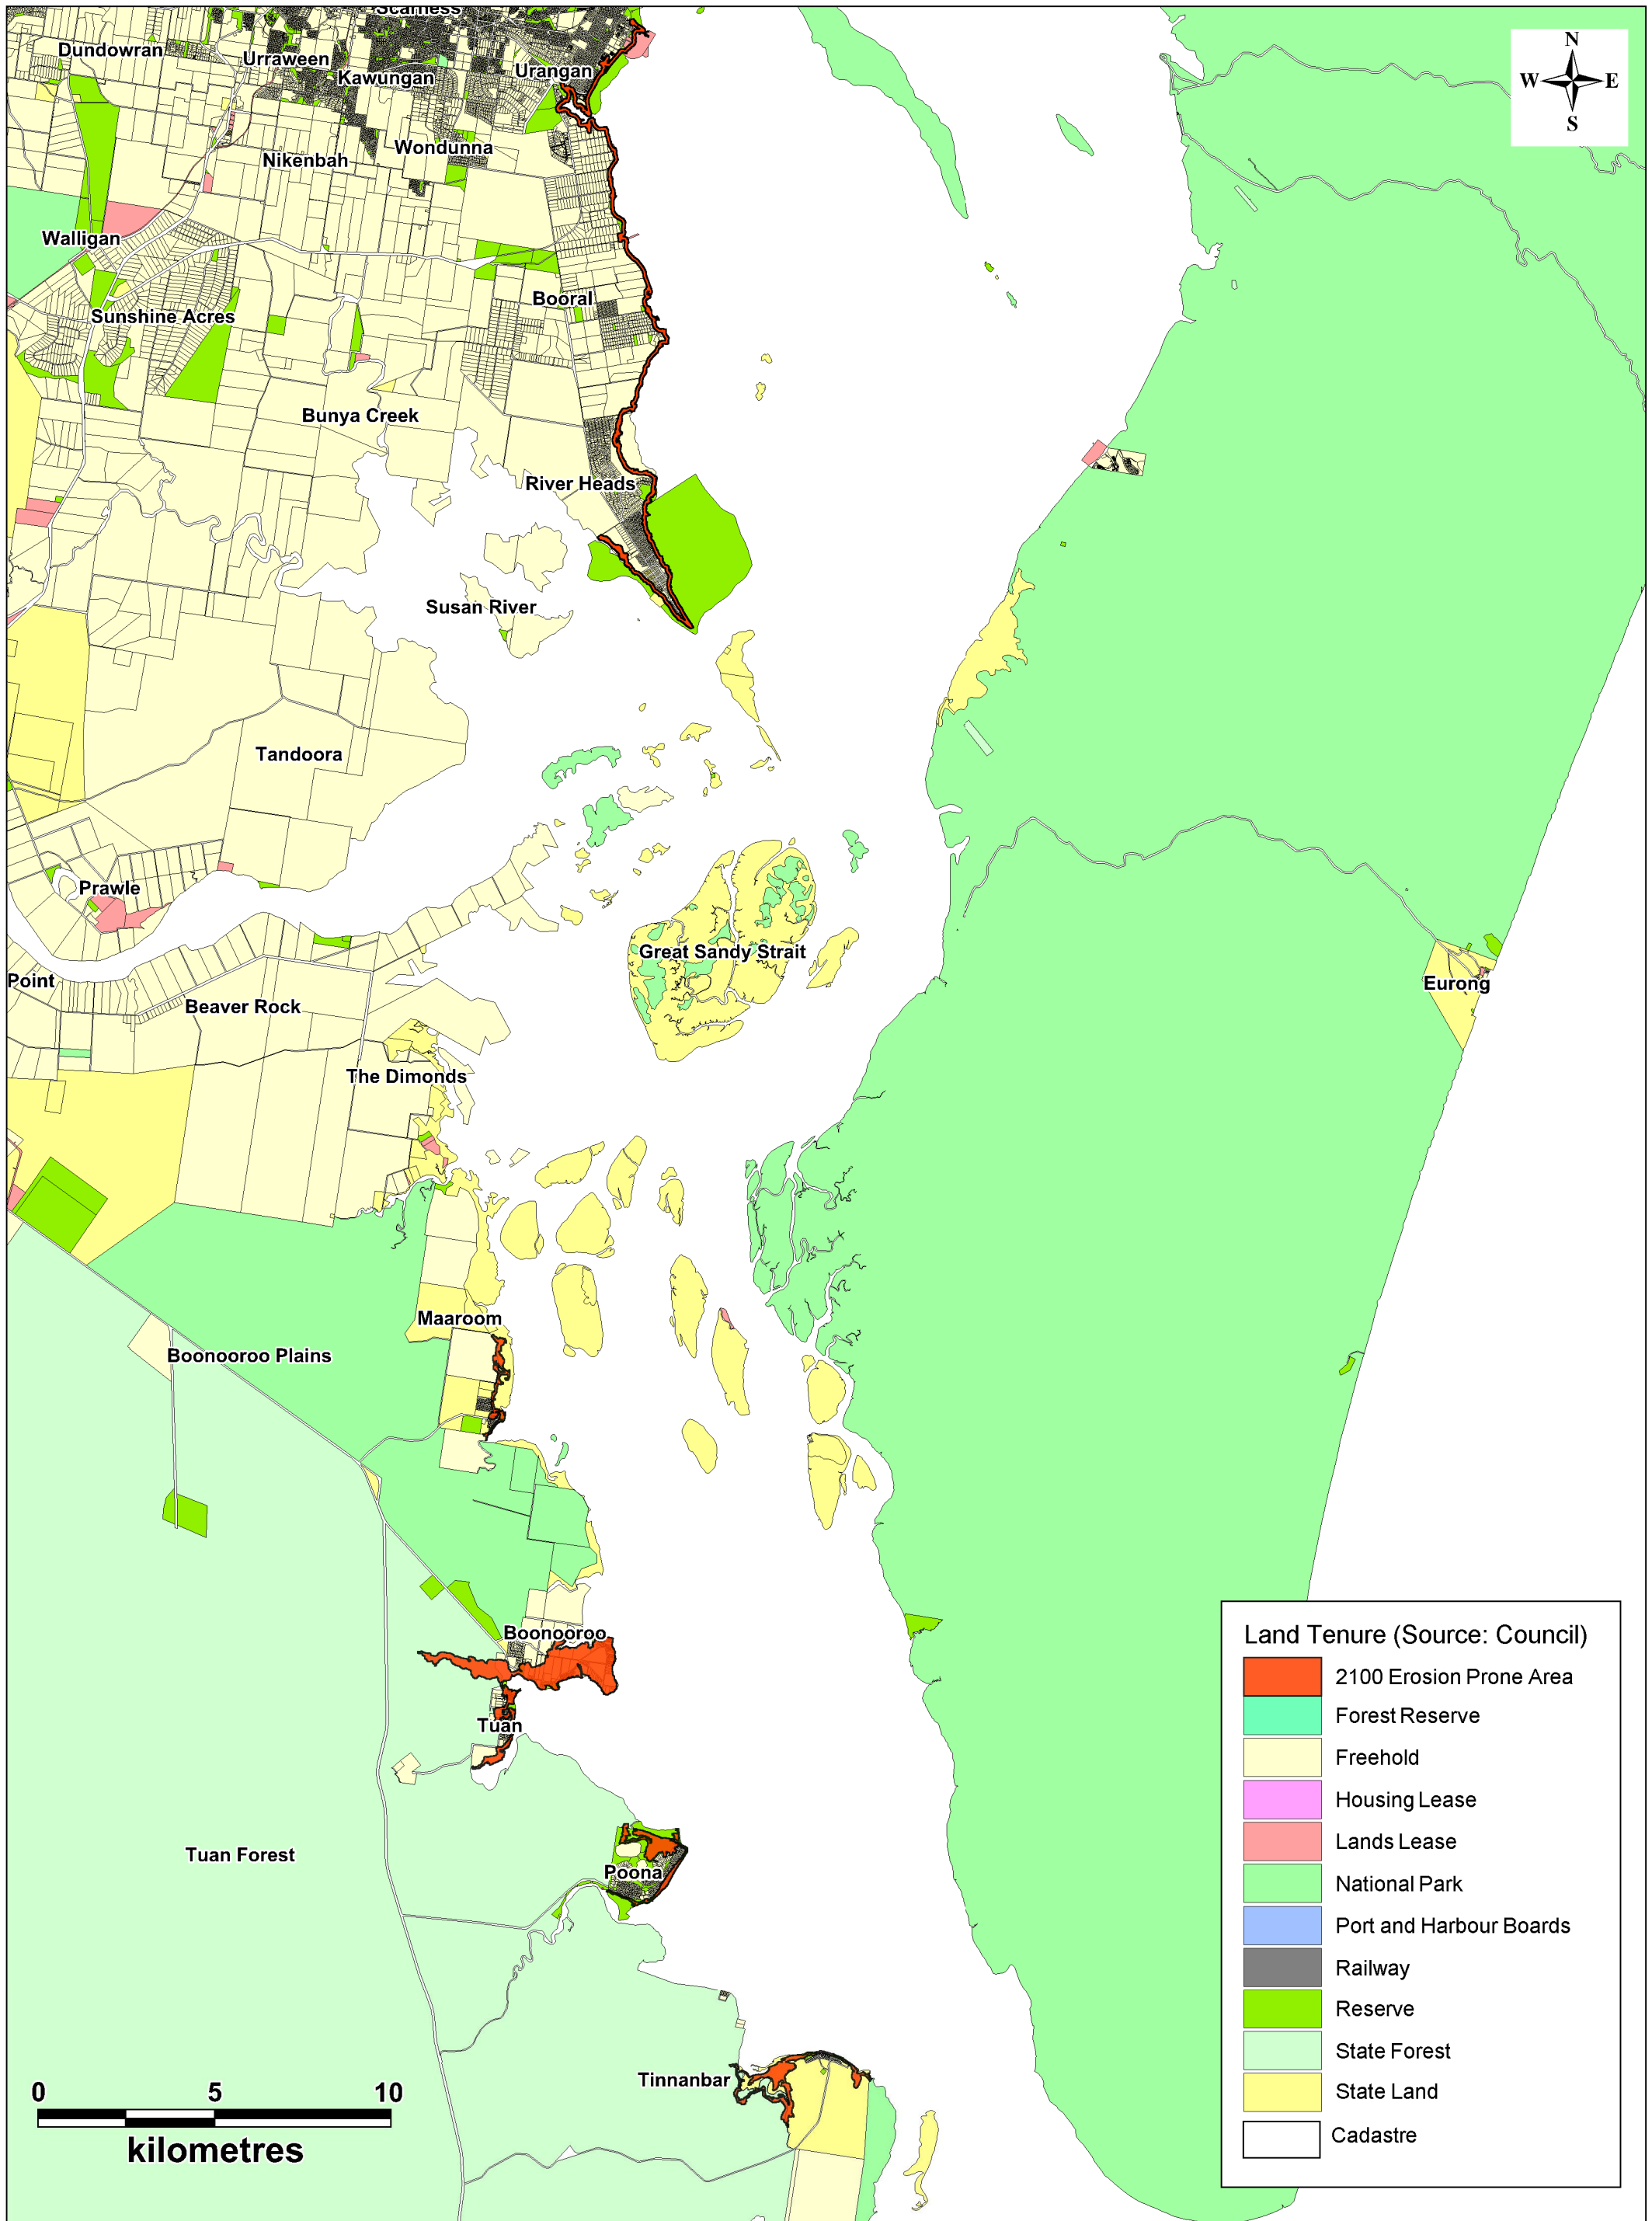 Scarness
Dundowran
Urraween
Kawungan
Urangan
N
W E
S
Nikenbah
Wondunna
Walligan
Sunshine Acres
Booral
Bunya Creek
River Heads
Susan River
Tandoora
Prawle
Great Sandy Strait
Point
Beaver Rock
Eurong
The Dimonds
Maaroom
Boonooroo Plains
Boonooroo
Tuan
Tuan Forest
Poona
Tinnanbar
Land Tenure (Source: Council)
2100 Erosion Prone Area
Forest Reserve
Freehold
Housing Lease
Lands Lease
National Park
Port and Harbour Boards
Railway
Reserve
State Forest
State Land
Cadastre
0 5 10
kilometres